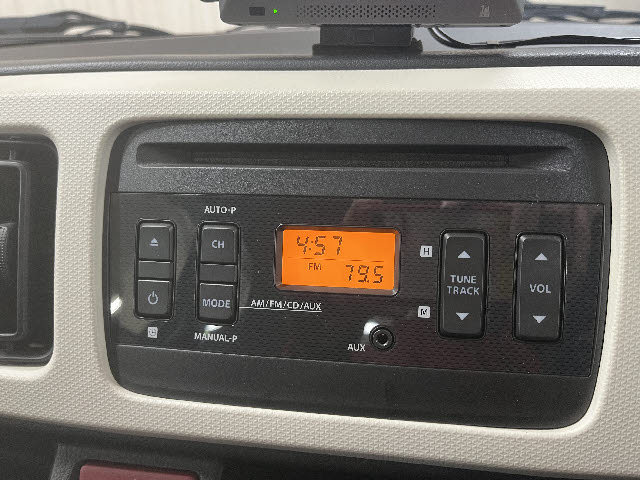 AUTO-P
CH
MODE
MANUAL-P
4:57
FM
79.5
AM/FM/CD/AUX
AUX
H
M
TUNE
TRACK
VOL